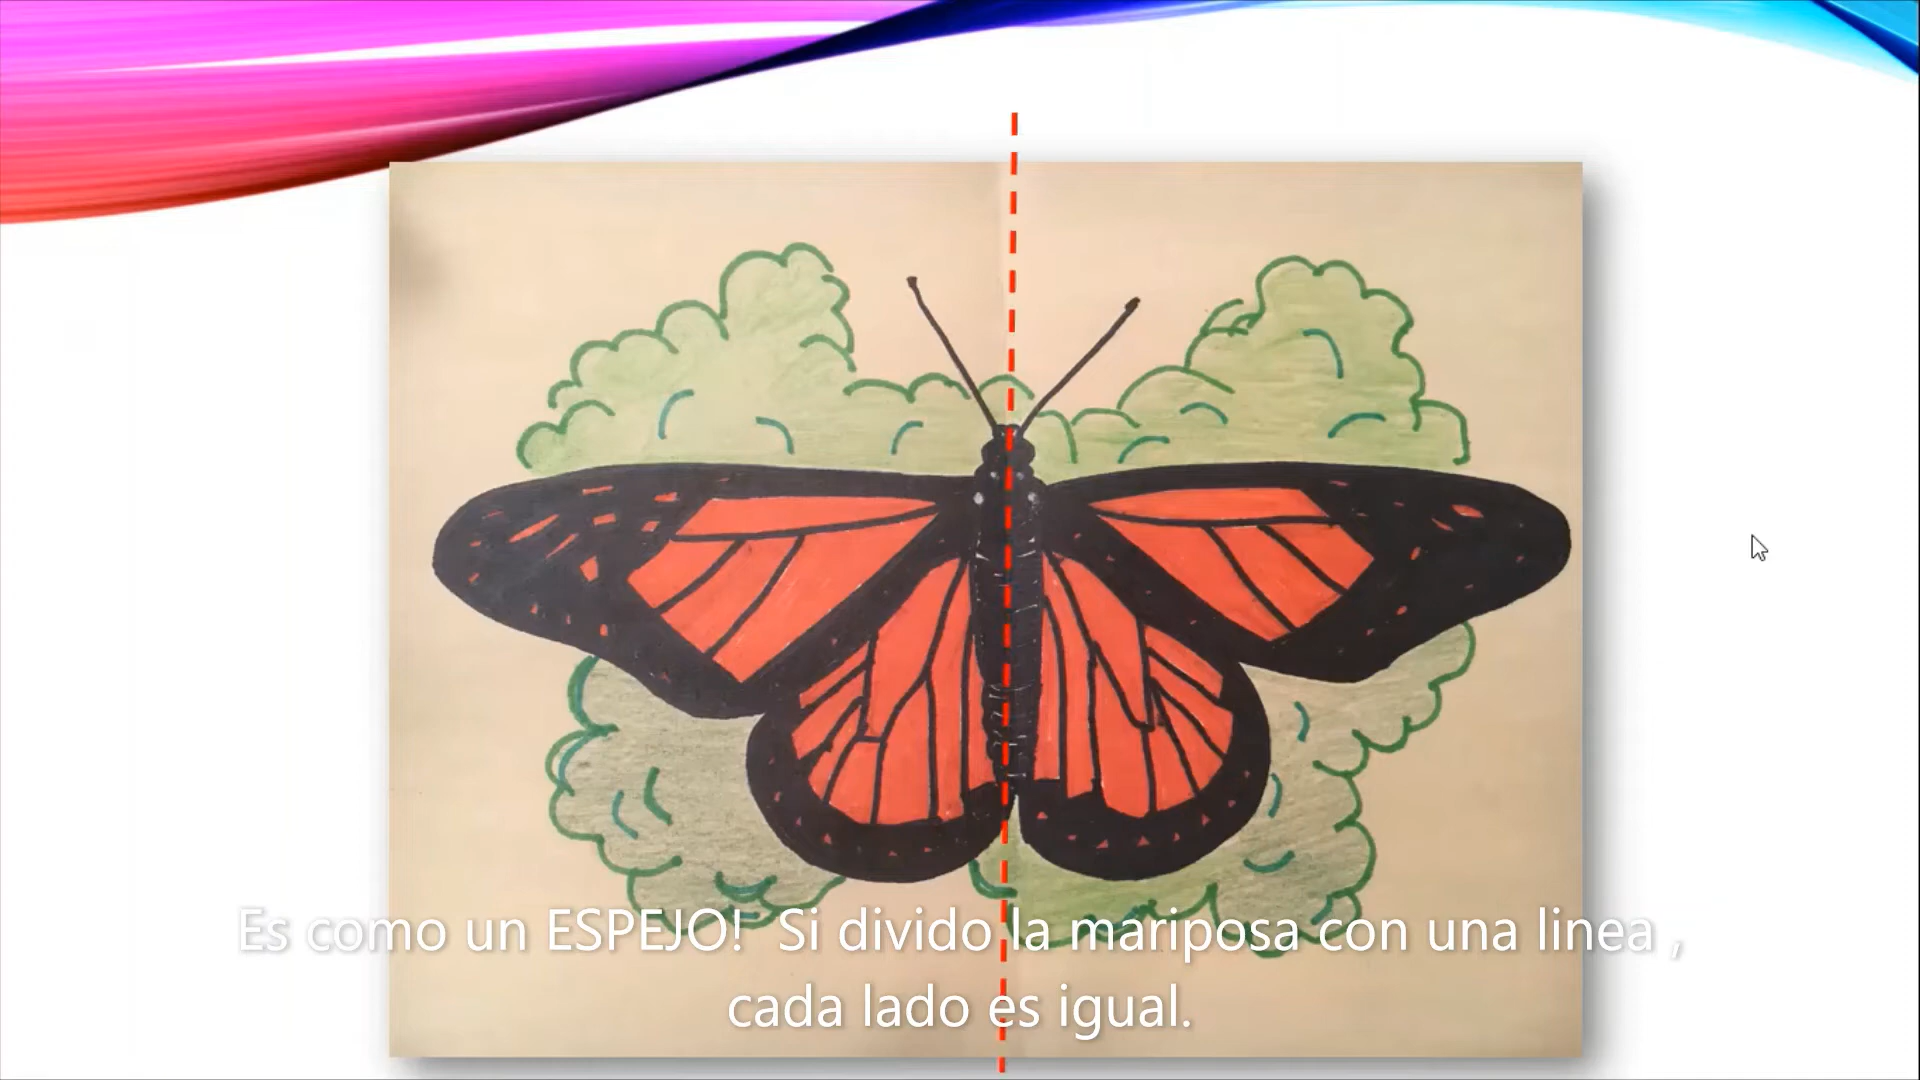 Es como un ESPEJO!  Si divido la mariposa con una linea ,
cada lado es igual.